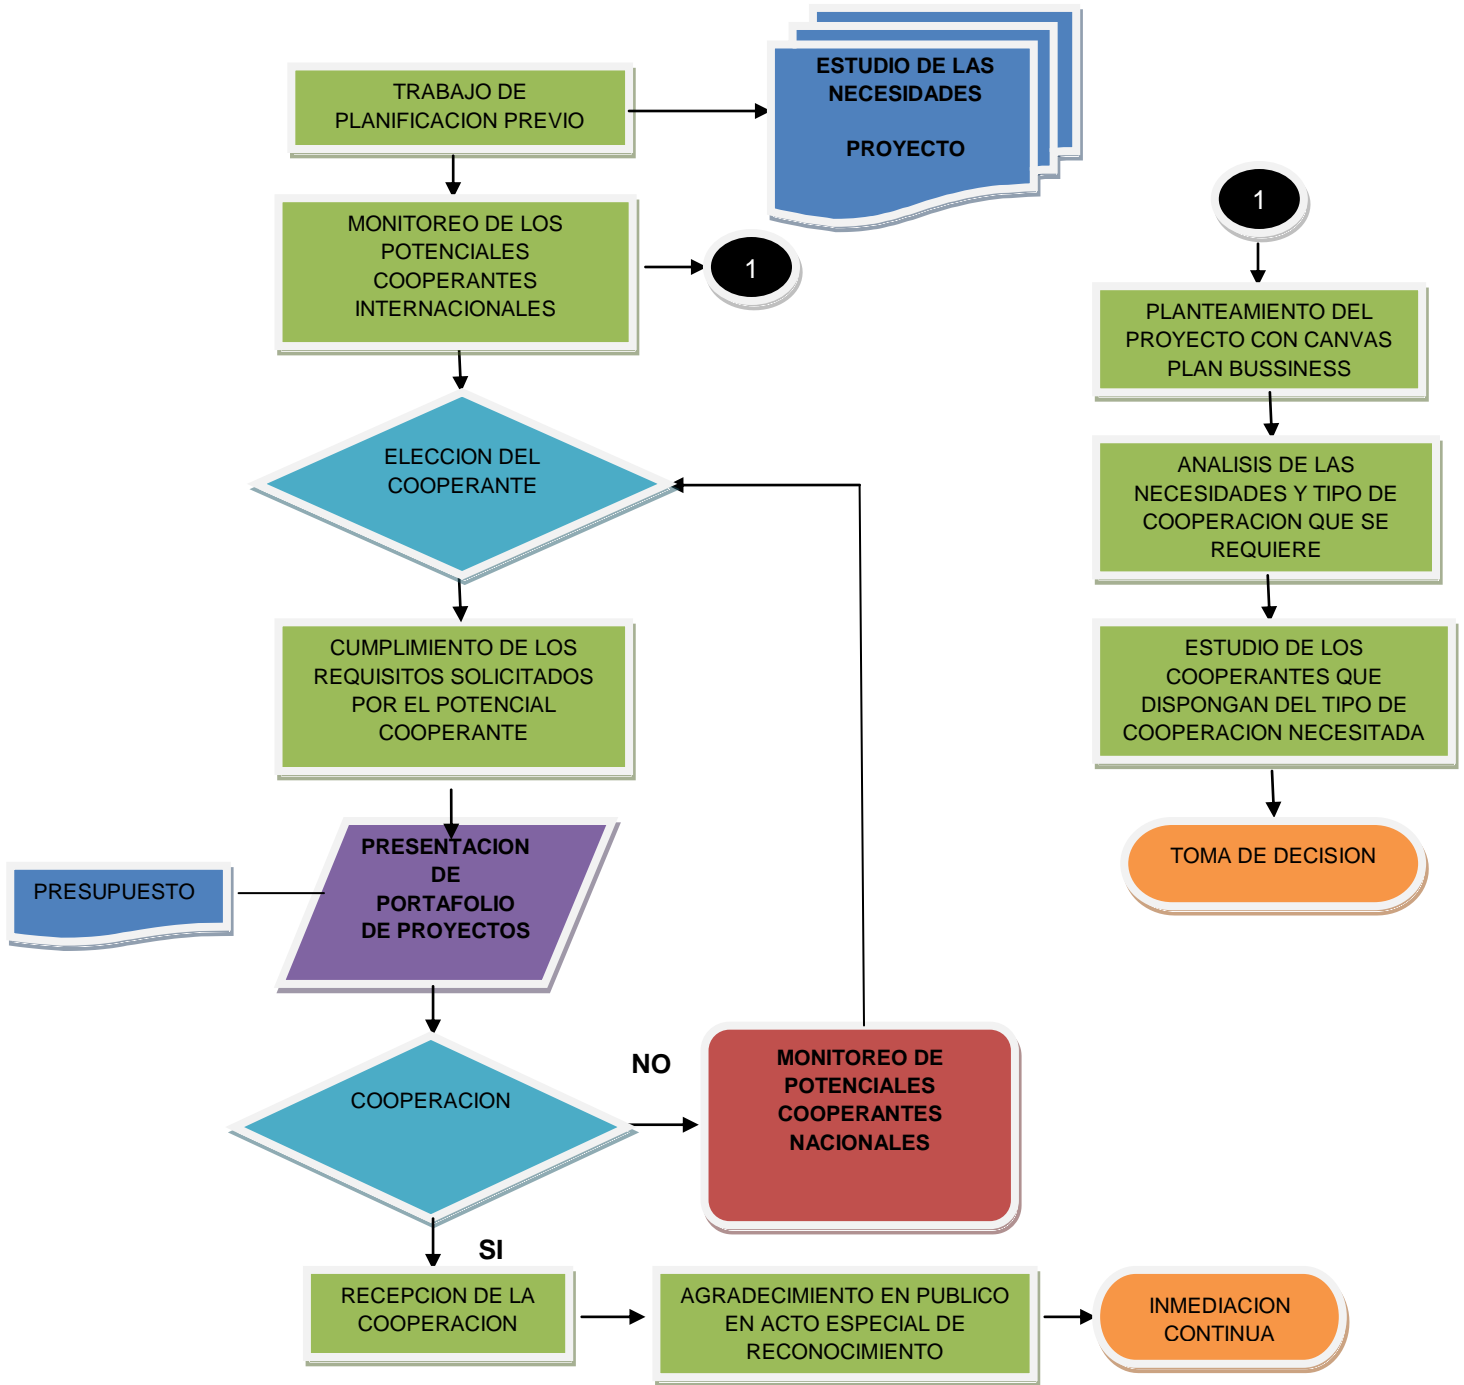 TRABAJO DE
PLANIFICACION PREVIO
ESTUDIO DE LAS
NECESIDADES
PROYECTO
MONITOREO DE LOS
POTENCIALES
COOPERANTES
INTERNACIONALES
1
ELECCION DEL
COOPERANTE
CUMPLIMIENTO DE LOS
REQUISITOS SOLICITADOS
POR EL POTENCIAL
COOPERANTE
PRESENTACION
DE
PORTAFOLIO
DE PROYECTOS
PRESUPUESTO
COOPERACION
NO
MONITOREO DE
POTENCIALES
COOPERANTES
NACIONALES
SI
RECEPCION DE LA
COOPERACION
AGRADECIMIENTO EN PUBLICO
EN ACTO ESPECIAL DE
RECONOCIMIENTO
INMEDIACION
CONTINUA
1
PLANTEAMIENTO DEL
PROYECTO CON CANVAS
PLAN BUSSINESS
ANALISIS DE LAS
NECESIDADES Y TIPO DE
COOPERACION QUE SE
REQUIERE
ESTUDIO DE LOS
COOPERANTES QUE
DISPONGAN DEL TIPO DE
COOPERACION NECESITADA
TOMA DE DECISION